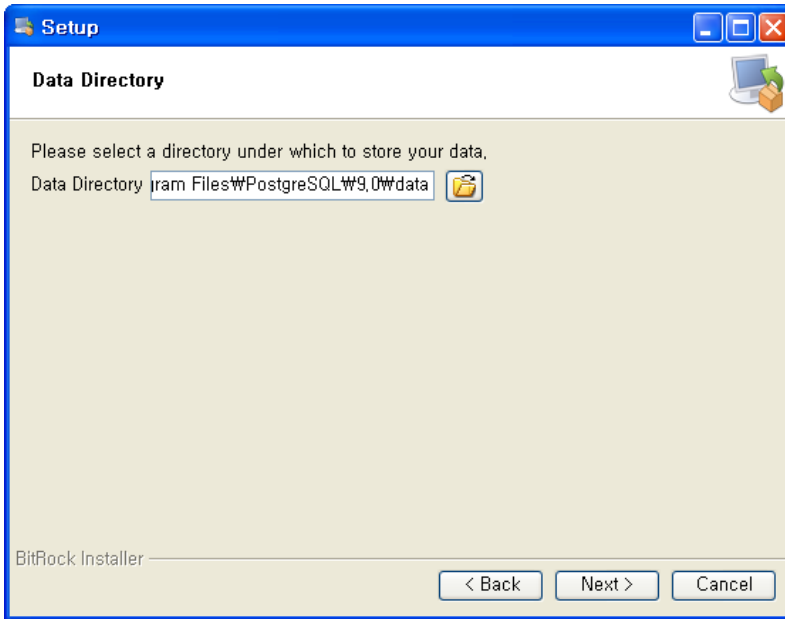 Setup
Data Directory
Please select a directory under which to store your data.
Data Directory ram Files₩PostgreSQL₩9.0₩data
BitRock Installer
< Back Next > Cancel